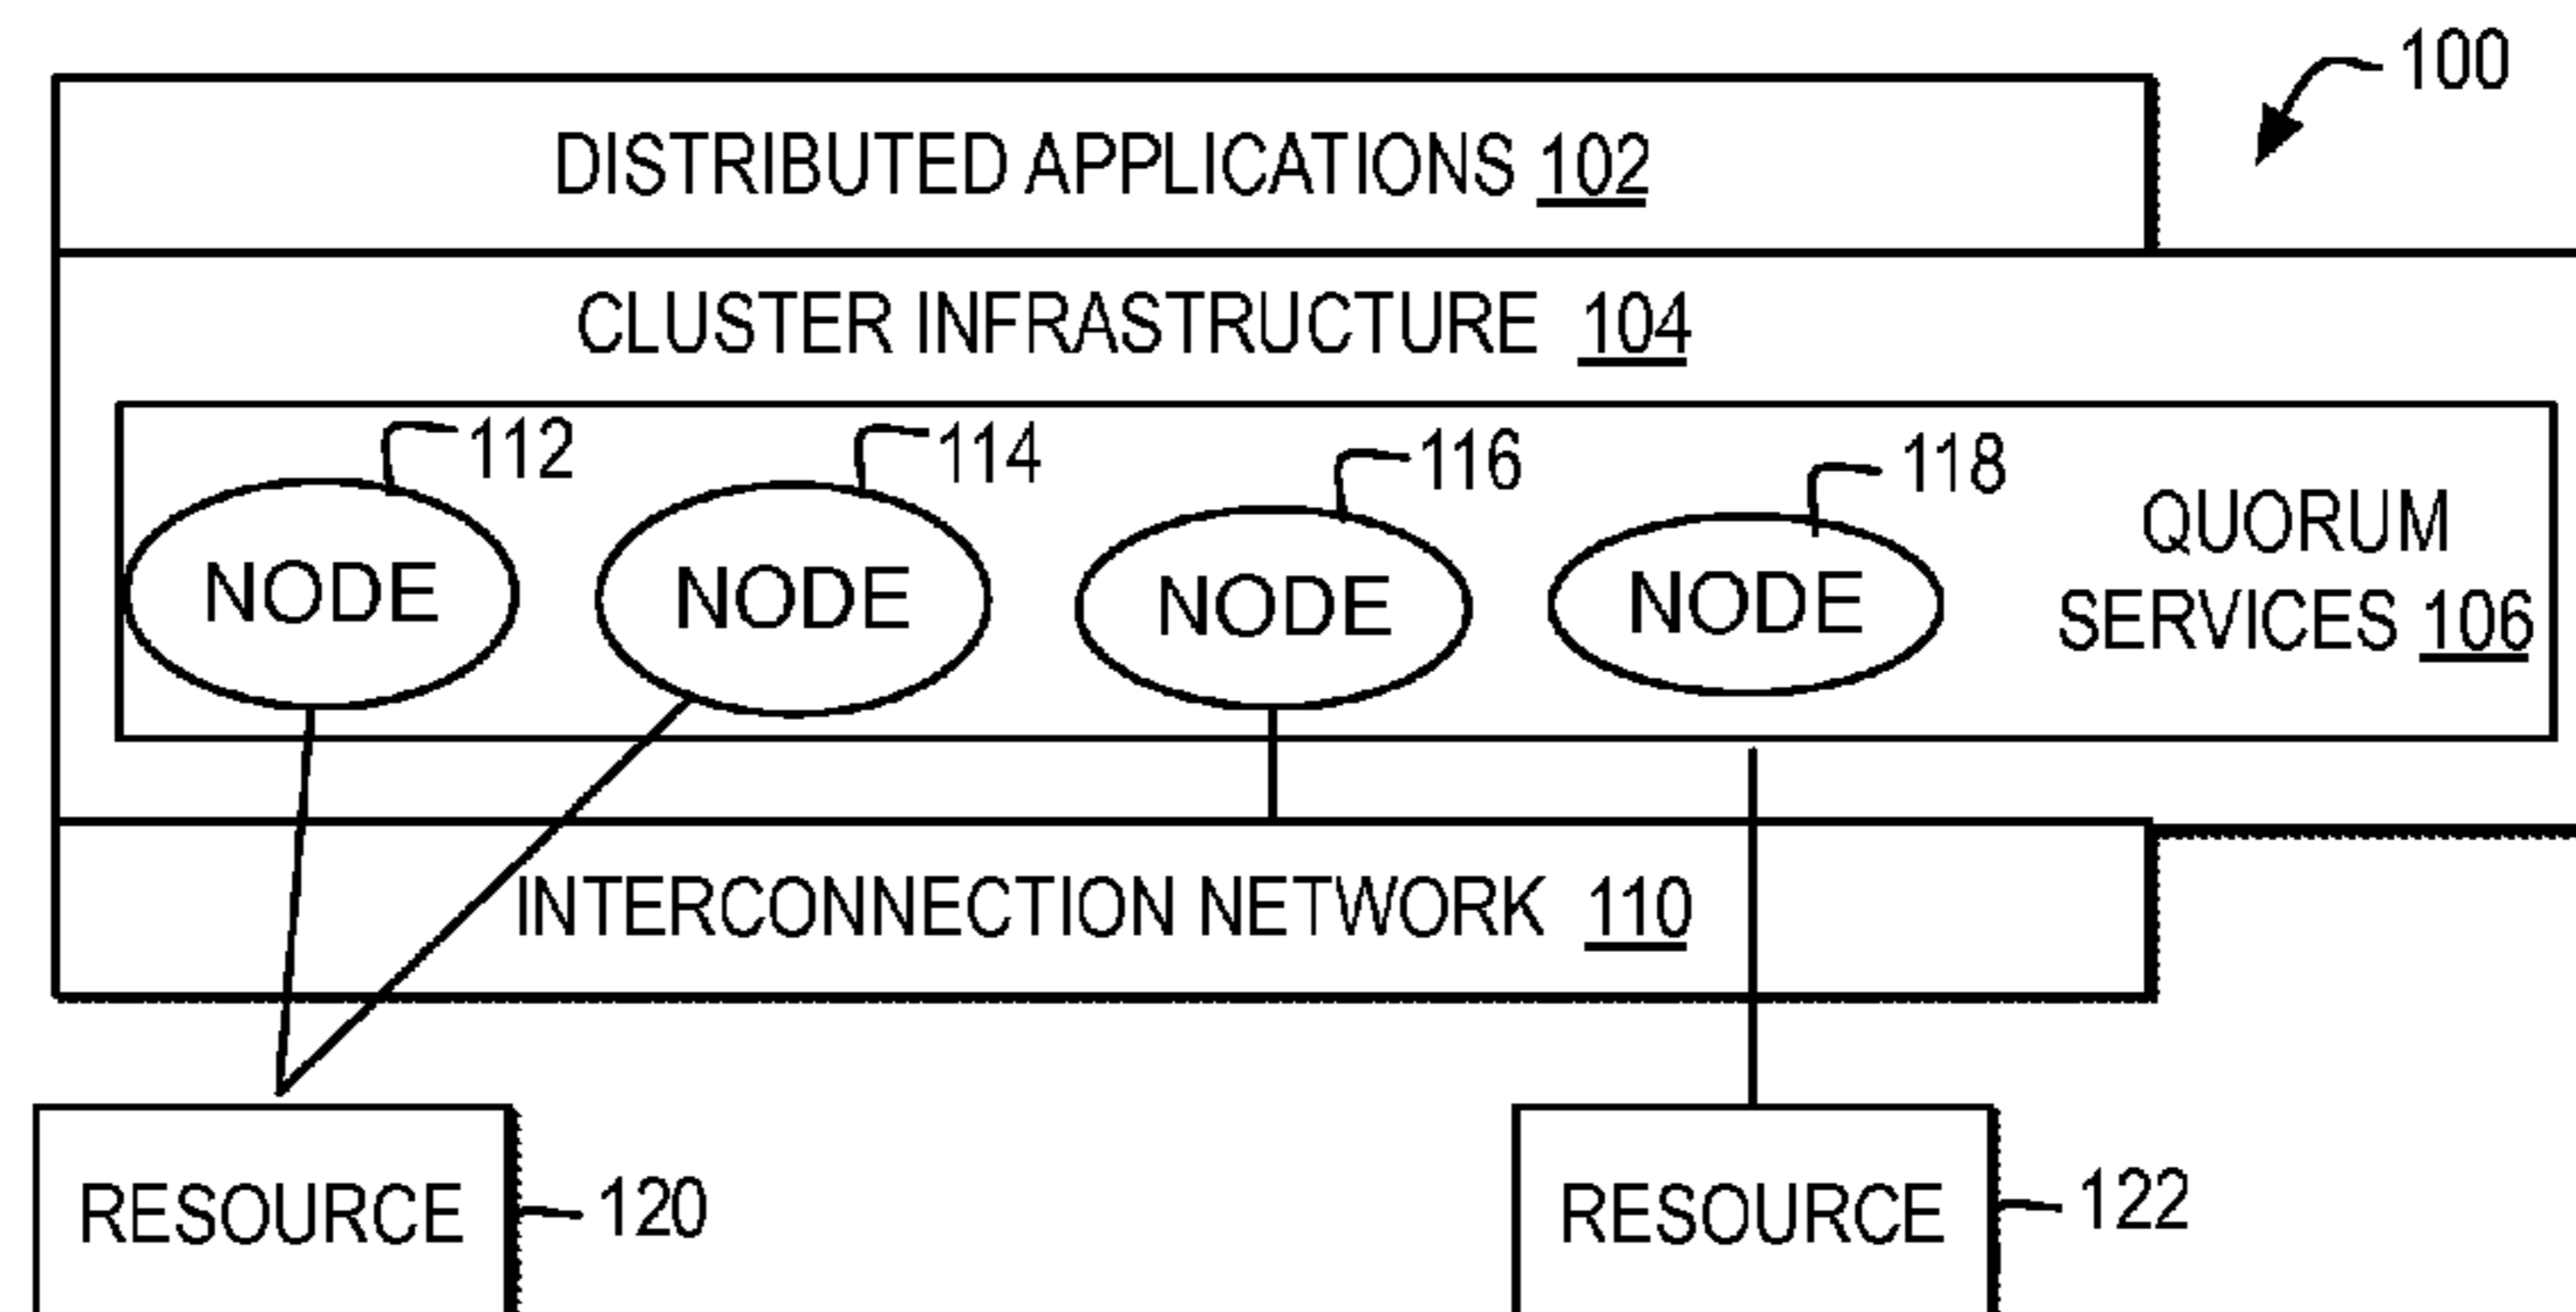 100
DISTRIBUTED APPLICATIONS 102
CLUSTER INFRASTRUCTURE 104
112
114
116
118
NODE
NODE
NODE
NODE
QUORUM
SERVICES 106
INTERCONNECTION NETWORK 110
RESOURCE
120
RESOURCE
122